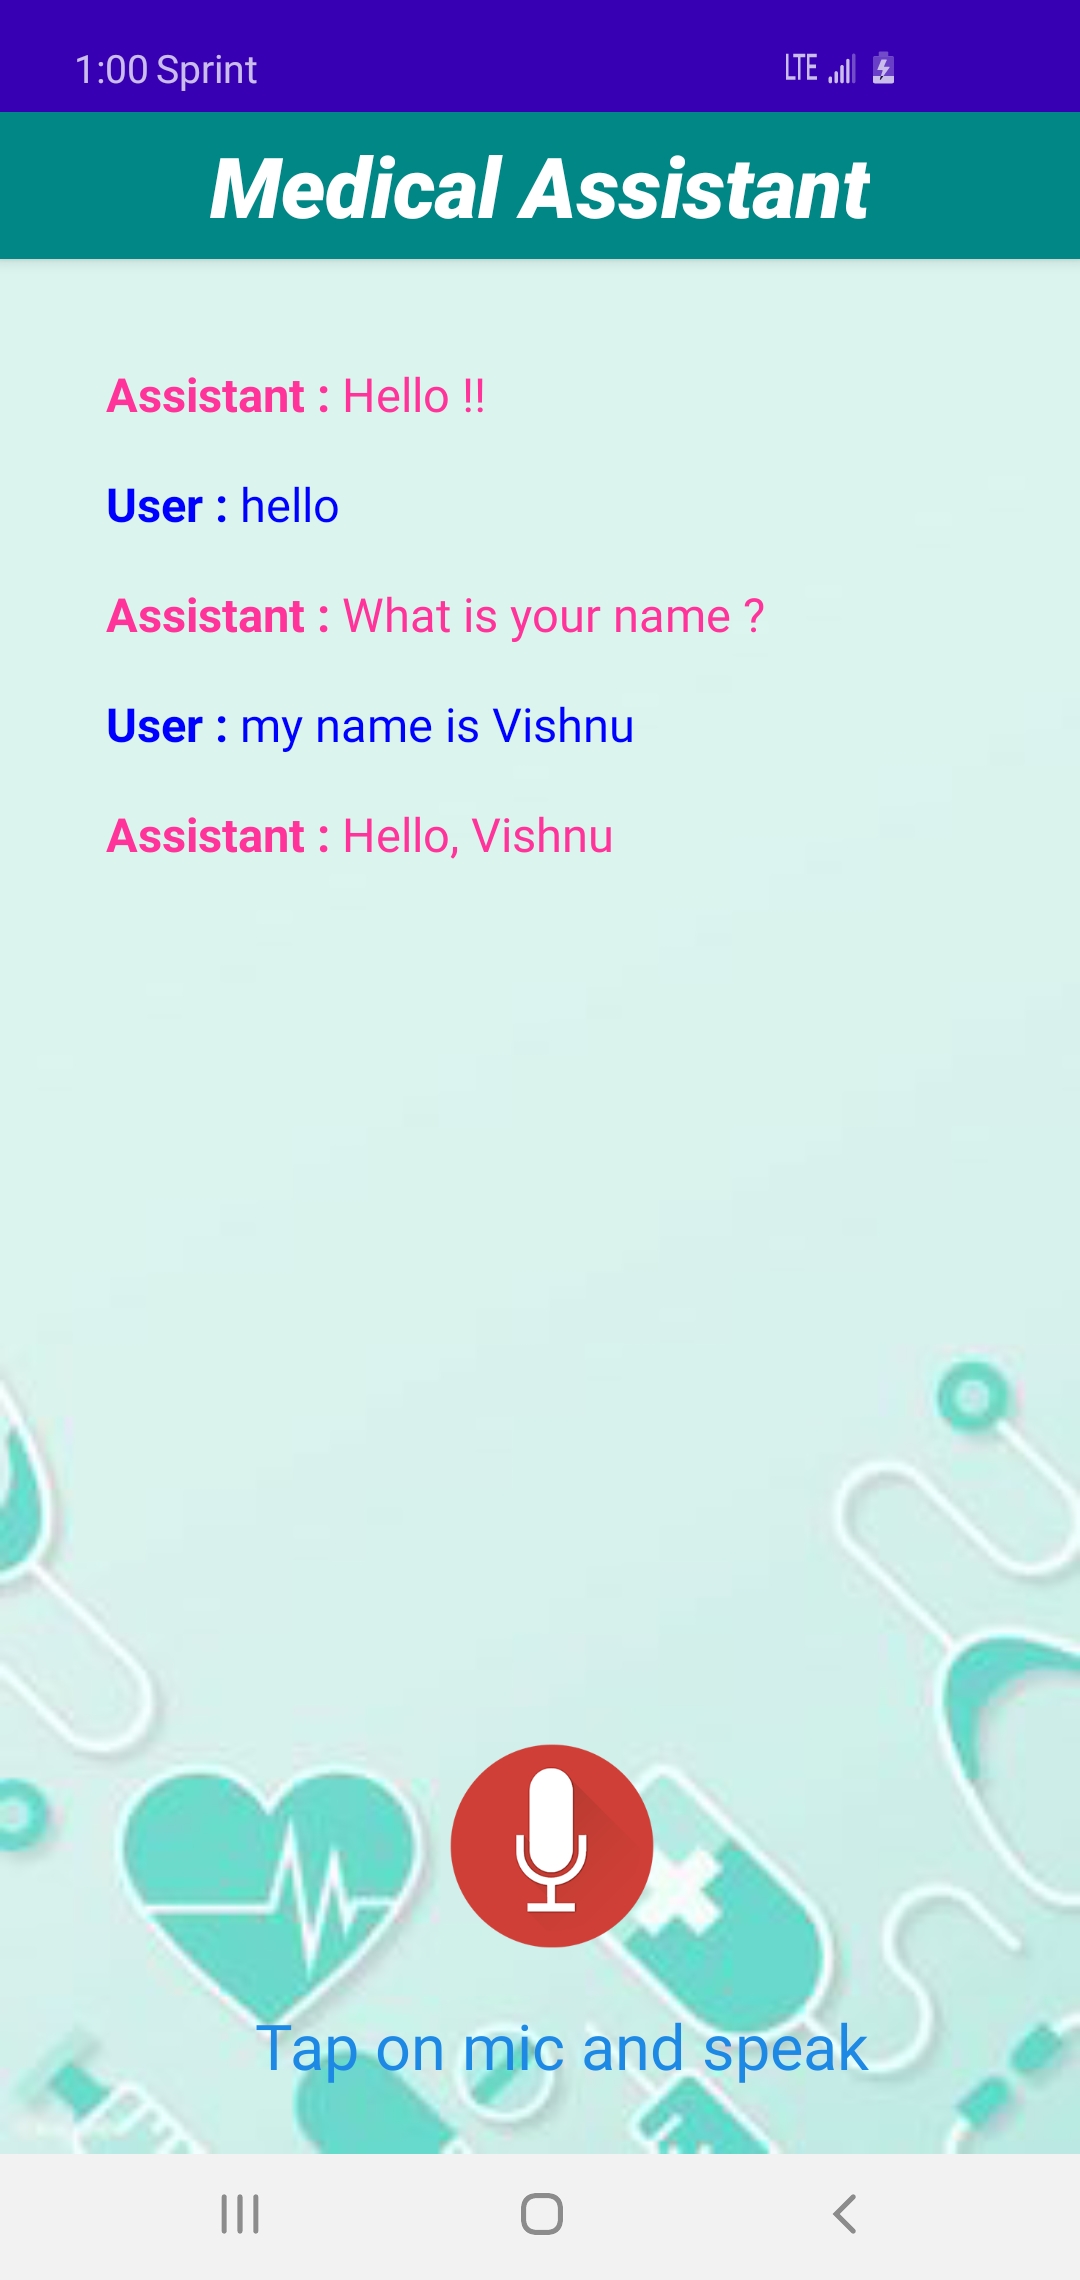 1:00 Sprint LTE
Medical Assistant
Assistant : Hello !!
User : hello
Assistant : What is your name ?
User : my name is Vishnu
Assistant : Hello, Vishnu
Tap on mic and speak